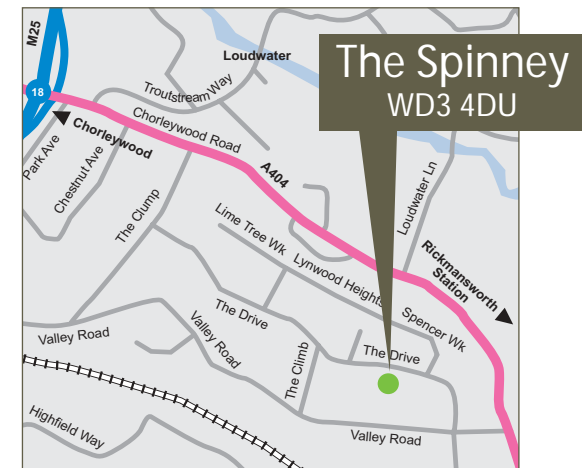 M25
Loudwater
The Spinney
WD3 4DU
18
Troutstream Way
Chorleywood
Chorleywood Road
Park Ave
Chestnut Ave
A404
The Clump
Loudwater Ln
Lime Tree Wk
Lynwood Heights
Rickmansworth
Station
Spencer Wk
The Drive
Valley Road
Valley Road
The Climb
The Drive
Highfield Way
Valley Road